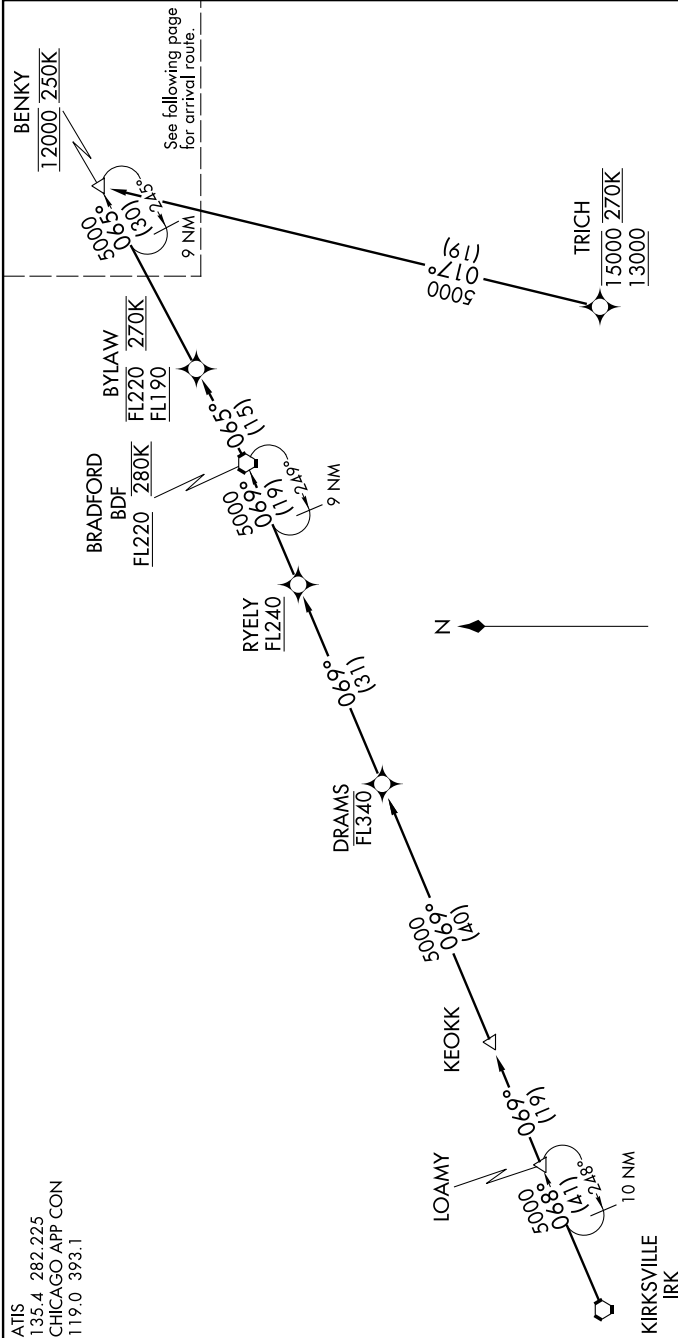 ATIS
135.4 282.225
CHICAGO APP CON
119.0 393.1
BENKY
12000 250K
See following page
for arrival route.
5000
065°
(30)
245°
9 NM
TRICH
15000 270K
13000
5000
017°
(19)
BYLAW
FL220 270K
FL190
065°
(15)
BRADFORD
BDF
FL220 280K
5000
069°
(19)
249°
9 NM
RYELY
FL240
069°
(31)
N
DRAMS
FL340
5000
069°
(40)
KEOKK
069°
(19)
LOAMY
5000
068°
(41)
248°
10 NM
KIRKSVILLE
IRK